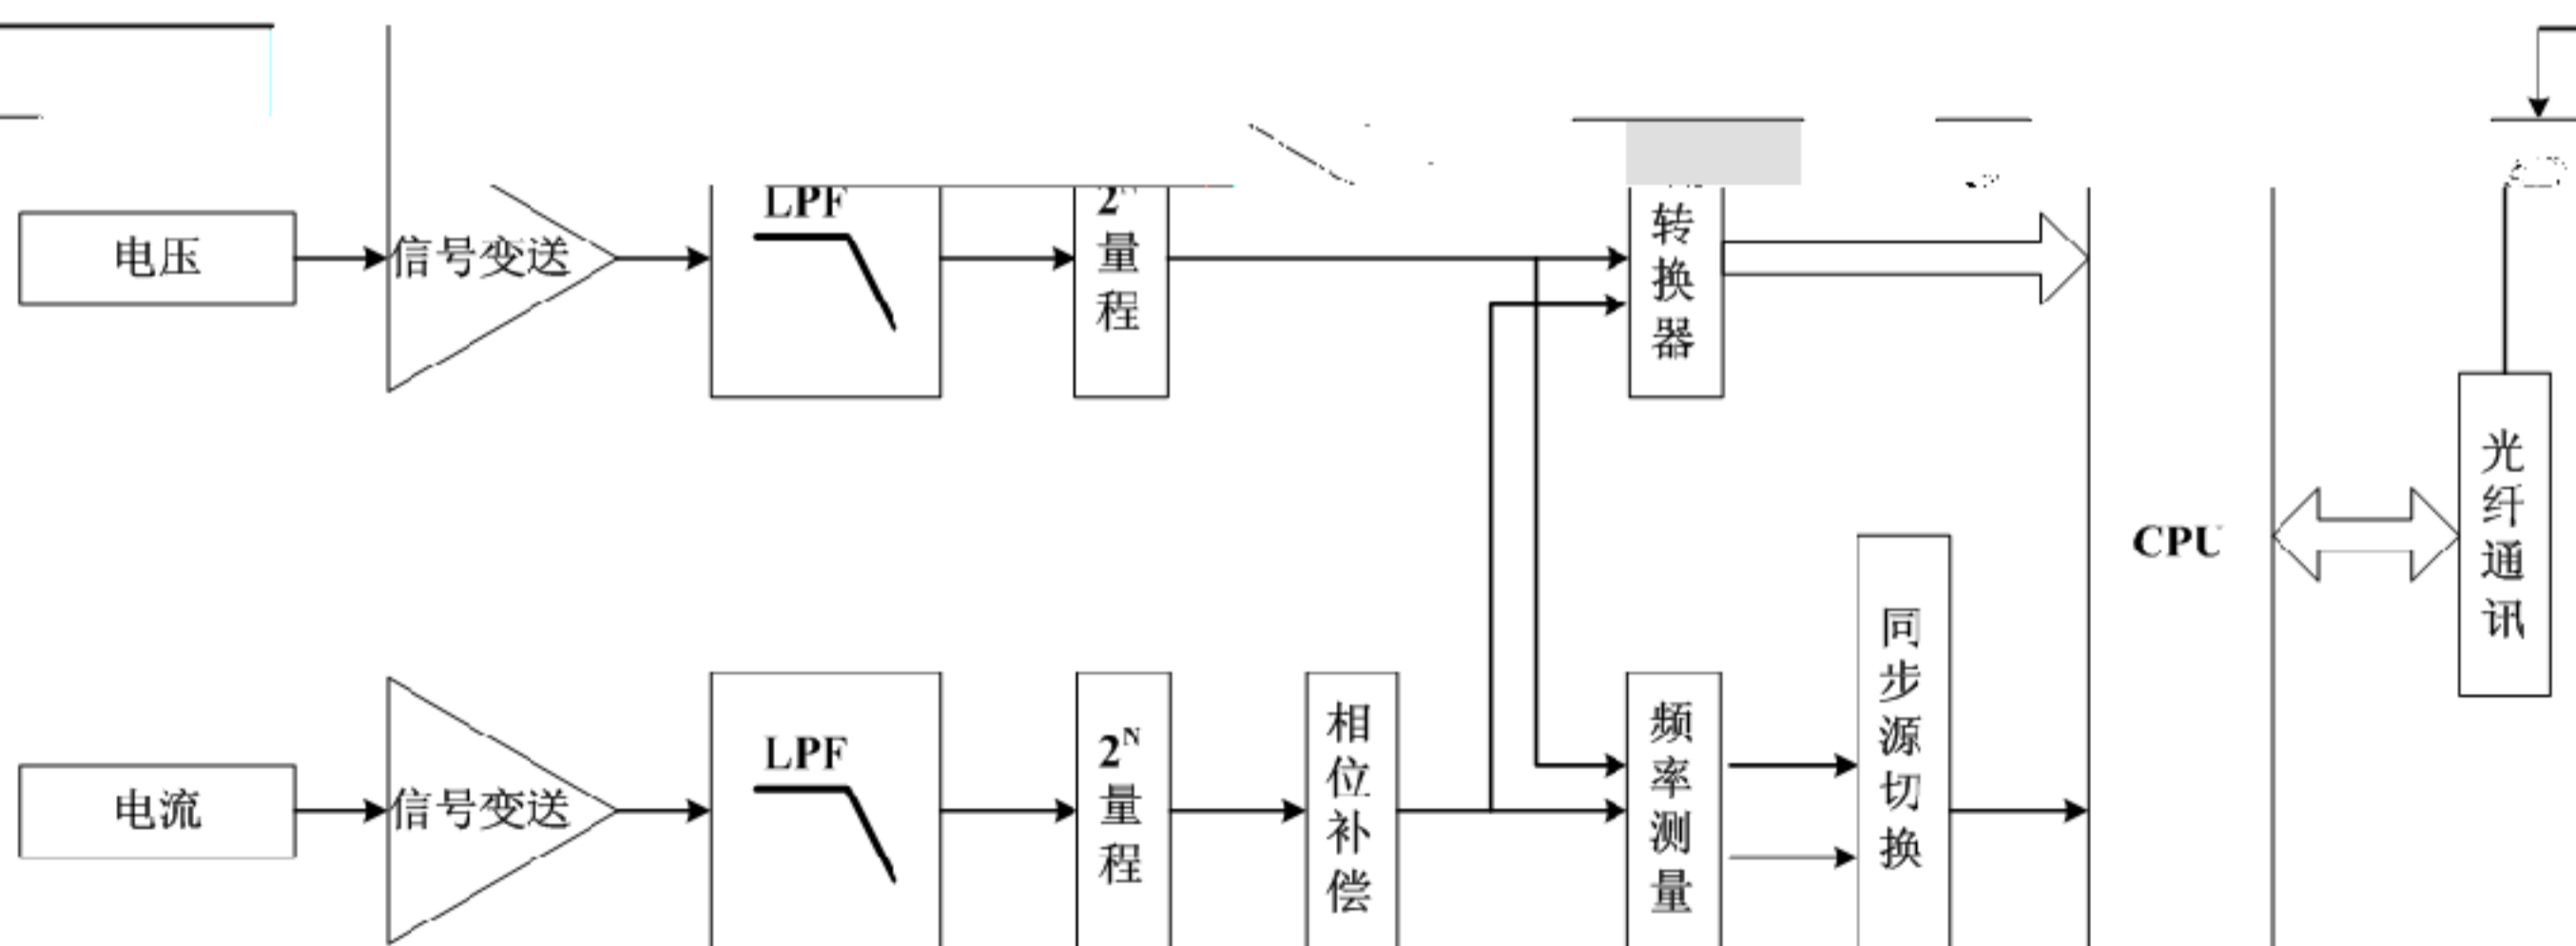 电压
信号变送
LPF
2
量程
转换器
CPU
光纤通讯
电流
信号变送
LPF
2ᴺ
量程
相位补偿
频率测量
同步源切换